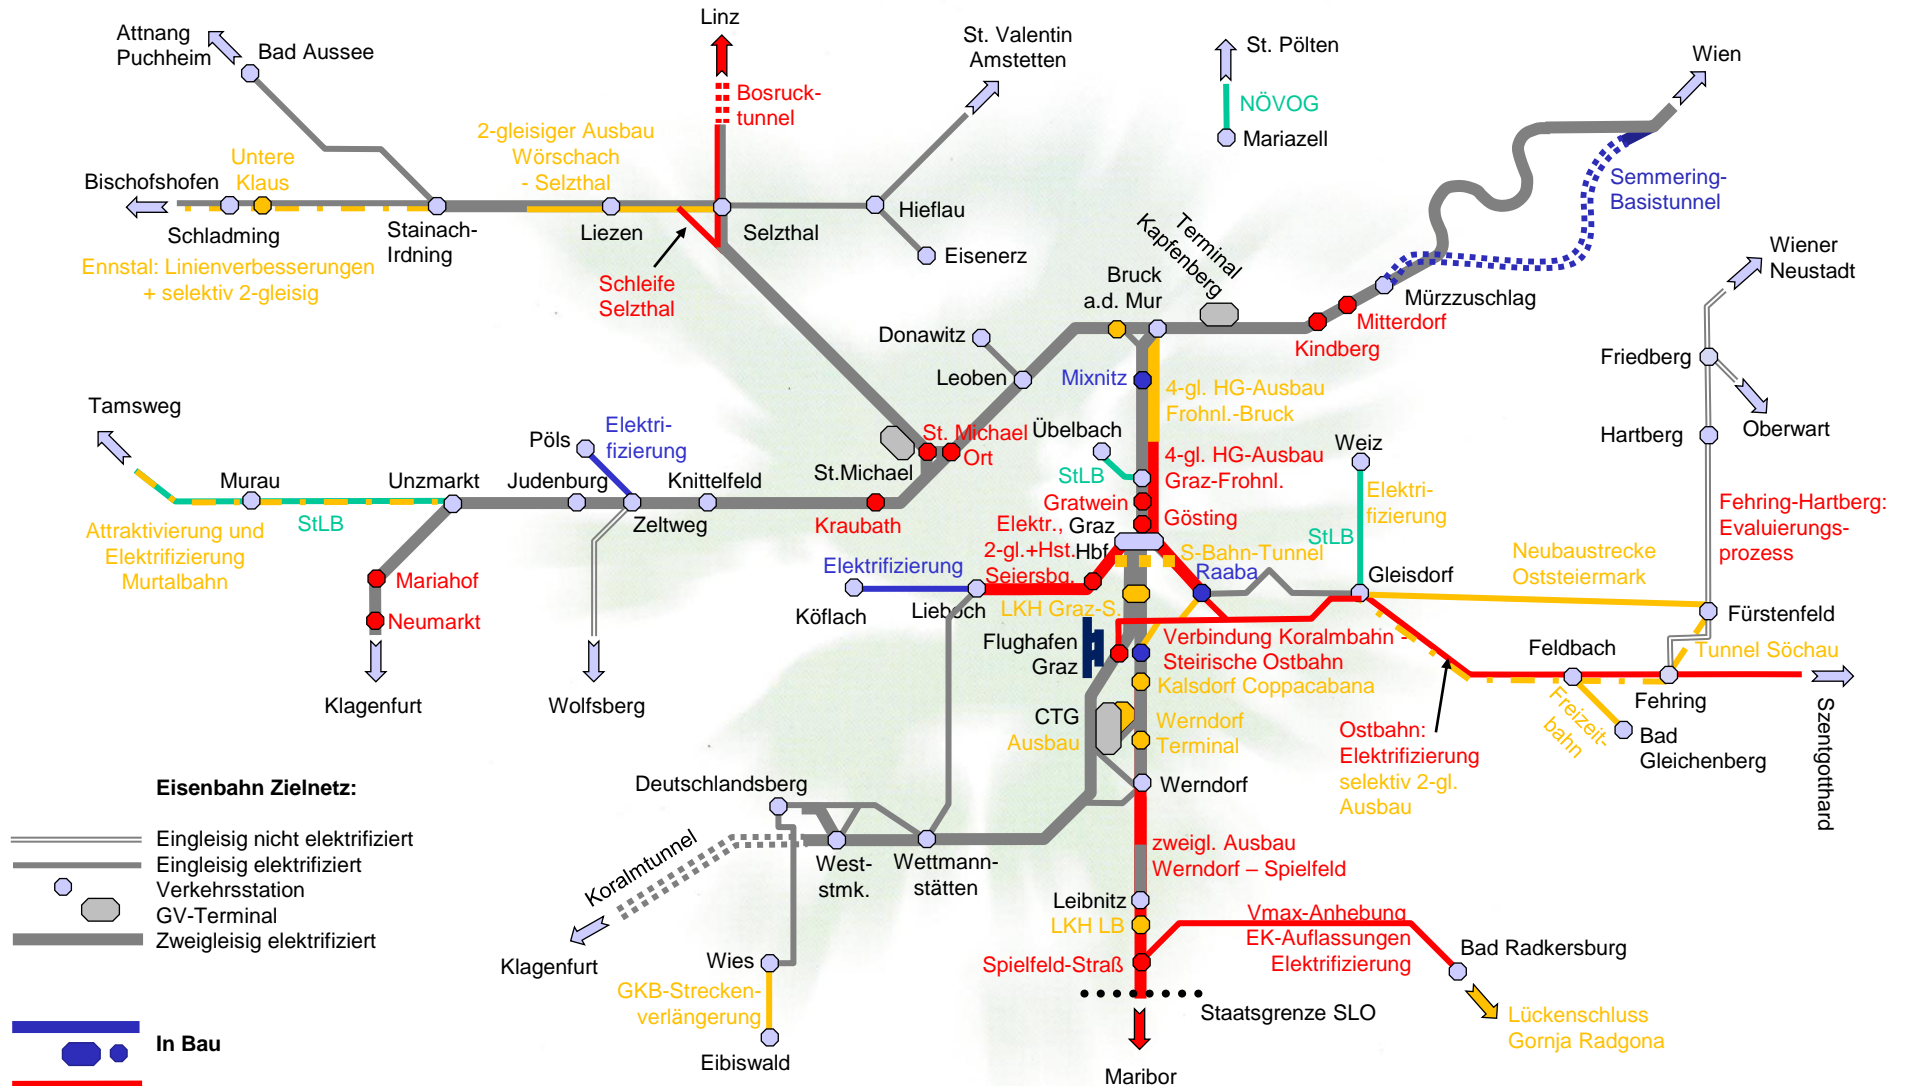 Attnang
Puchheim
Bad Aussee
Linz
St. Valentin
Amstetten
St. Pölten
NÖVOG
Mariazell
Wien
Bosruck-
tunnel
2-gleisiger Ausbau
Wörschach
- Selzthal
Untere
Klaus
Bischofshofen
Schladming
Ennstal: Linienverbesserungen
+ selektiv 2-gleisig
Stainach-
Irdning
Liezen
Selzthal
Schleife
Selzthal
Hieflau
Eisenerz
Semmering-
Basistunnel
Terminal
Kapfenberg
Bruck
a.d. Mur
Mürzzuschlag
Mitterdorf
Kindberg
Wiener
Neustadt
Friedberg
Oberwart
Hartberg
Donawitz
Leoben
Mixnitz
4-gl. HG-Ausbau
Frohnl.-Bruck
Tamsweg
Murau
StLB
Attraktivierung und
Elektrifizierung
Murtalbahn
Unzmarkt
Judenburg
Pöls
Elektri-
fizierung
Zeltweg
Knittelfeld
St.Michael
St. Michael
Ort
Kraubath
Übelbach
StLB
4-gl. HG-Ausbau
Graz-Frohnl.
Gratwein
Gösting
Weiz
Elektri-
fizierung
StLB
Fehring-Hartberg:
Evaluierungs-
prozess
Mariahof
Neumarkt
Klagenfurt
Wolfsberg
Elektrifizierung
Köflach
Lieboch
Elektr.,
2-gl.+Hst.
Seiersbg.
Graz
Hbf
S-Bahn-Tunnel
Raaba
LKH Graz-S.
Gleisdorf
Neubaustrecke
Oststeiermark
Fürstenfeld
Flughafen
Graz
Verbindung Koralmbahn -
Steirische Ostbahn
Kalsdorf Coppacabana
Feldbach
Tunnel Söchau
Fehring
Freizeit-
bahn
Bad
Gleichenberg
Szentgotthard
CTG
Ausbau
Werndorf
Terminal
Ostbahn:
Elektrifizierung
selektiv 2-gl.
Ausbau
Werndorf
Deutschlandsberg
Koralmtunnel
Klagenfurt
West-
stmk.
Wettmann-
stätten
zweigl. Ausbau
Werndorf – Spielfeld
Leibnitz
LKH LB
Spielfeld-Straß
Vmax-Anhebung
EK-Auflassungen
Elektrifizierung
Bad Radkersburg
Lückenschluss
Gornja Radgona
Staatsgrenze SLO
Maribor
Wies
GKB-Strecken-
verlängerung
Eibiswald
Eisenbahn Zielnetz:
Eingleisig nicht elektrifiziert
Eingleisig elektrifiziert
Verkehrsstation
GV-Terminal
Zweigleisig elektrifiziert
In Bau